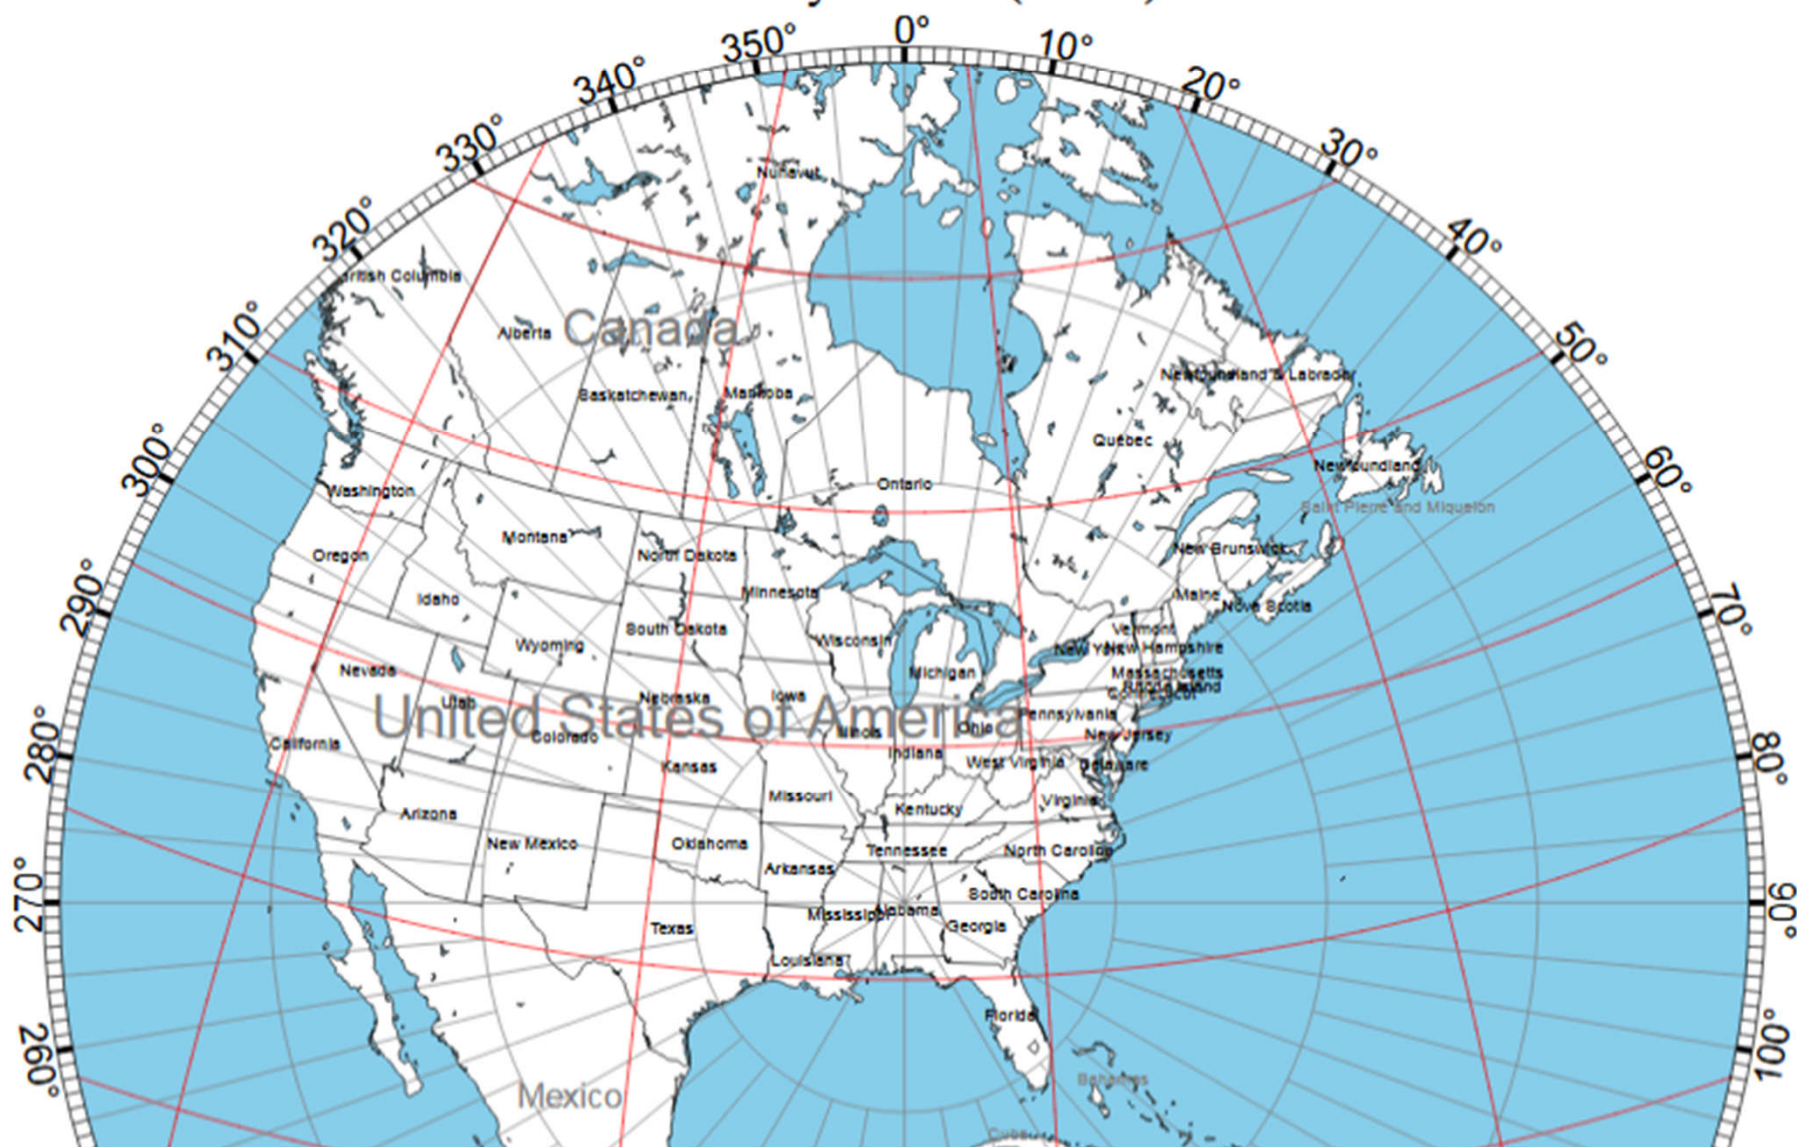 0°
350°
10°
340°
20°
330°
30°
320°
40°
310°
50°
300°
60°
290°
70°
280°
80°
270°
90°
260°
100°
Nunavut
British Columbia
Canada
Alberta
Saskatchewan
Manitoba
Newfoundland & Labrador
Québec
Ontario
Newfoundland
Saint Pierre and Miquelon
Washington
Montana
North Dakota
New Brunswick
Oregon
Idaho
Minnesota
Maine
Nova Scotia
South Dakota
Wisconsin
Vermont
Wyoming
New York
New Hampshire
Nevada
Michigan
Massachusetts
Rhode Island
Connecticut
Utah
Nebraska
Iowa
United States of America
Pennsylvania
California
Colorado
Illinois
Ohio
New Jersey
Indiana
Kansas
West Virginia
Delaware
Missouri
Kentucky
Virginia
Arizona
New Mexico
Oklahoma
Tennessee
North Carolina
Arkansas
South Carolina
Mississippi
Alabama
Texas
Georgia
Louisiana
Florida
Mexico
Bahamas
Cuba